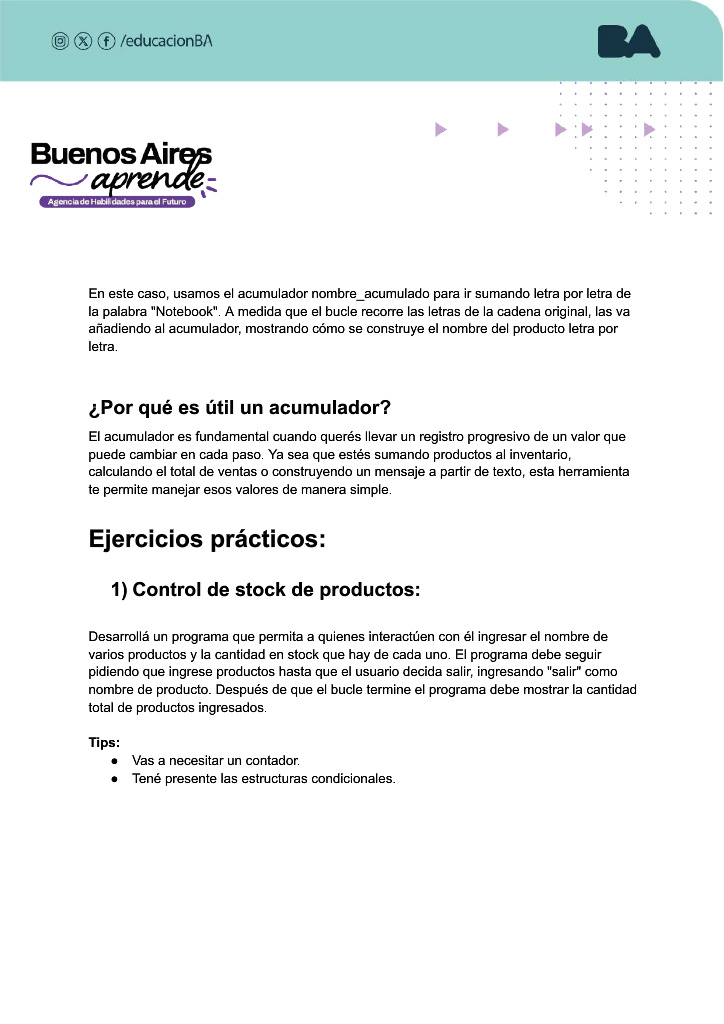 /educacionBA
BA
Buenos Aires
aprende
Agencia de Habilidades para el Futuro
En este caso, usamos el acumulador nombre_acumulado para ir sumando letra por letra de
la palabra "Notebook". A medida que el bucle recorre las letras de la cadena original, las va
añadiendo al acumulador, mostrando cómo se construye el nombre del producto letra por
letra.
¿Por qué es útil un acumulador?
El acumulador es fundamental cuando querés llevar un registro progresivo de un valor que
puede cambiar en cada paso. Ya sea que estés sumando productos al inventario,
calculando el total de ventas o construyendo un mensaje a partir de texto, esta herramienta
te permite manejar esos valores de manera simple.
Ejercicios prácticos:
1) Control de stock de productos:
Desarrollá un programa que permita a quienes interactúen con él ingresar el nombre de
varios productos y la cantidad en stock que hay de cada uno. El programa debe seguir
pidiendo que ingrese productos hasta que el usuario decida salir, ingresando "salir" como
nombre de producto. Después de que el bucle termine el programa debe mostrar la cantidad
total de productos ingresados.
Tips:
● Vas a necesitar un contador.
● Tené presente las estructuras condicionales.